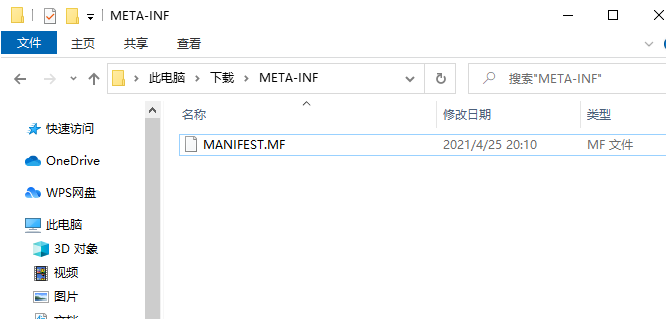 META-INF
文件 主页 共享 查看
此电脑 下载 META-INF 搜索"META-INF"
名称 修改日期 类型
快速访问
MANIFEST.MF 2021/4/25 20:10 MF 文件
OneDrive
WPS网盘
此电脑
3D 对象
视频
图片